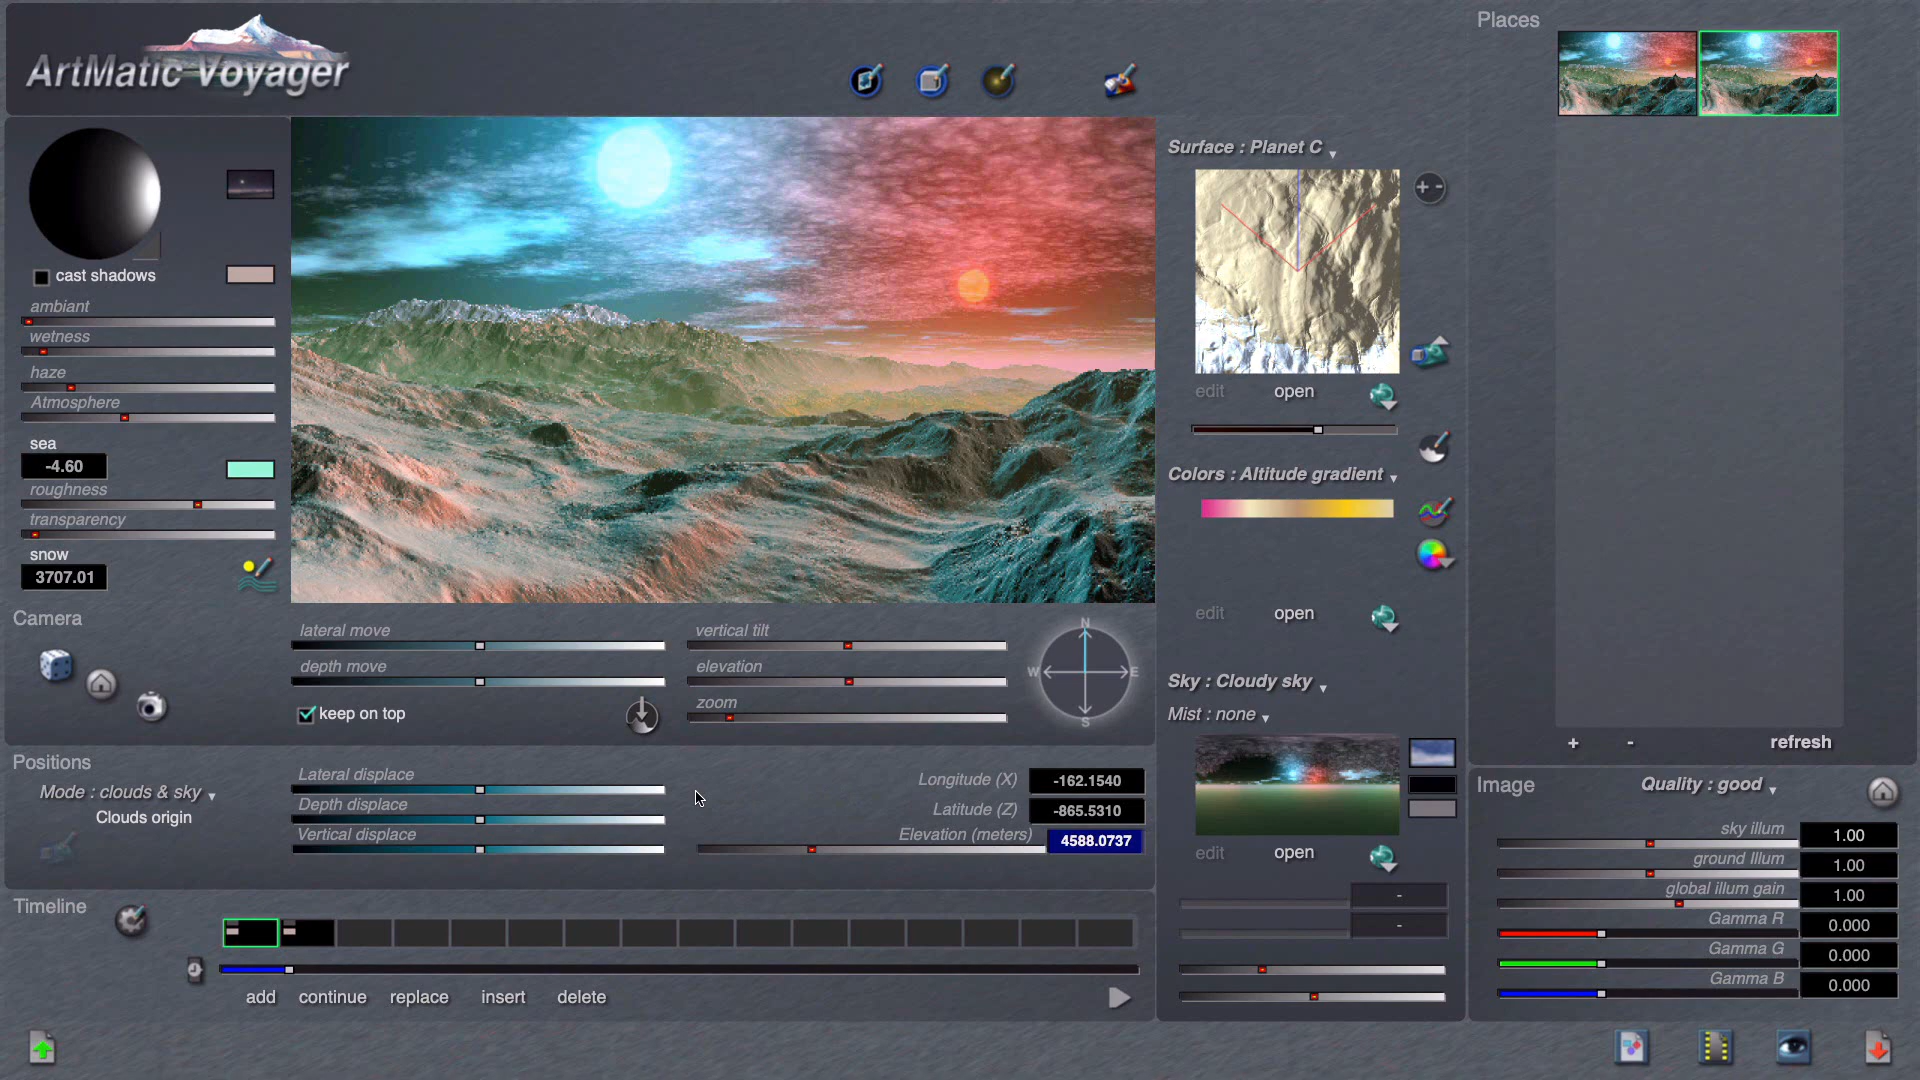 ArtMatic Voyager
Places
cast shadows
ambiant
wetness
haze
Atmosphere
sea
-4.60
roughness
transparency
snow
3707.01
Surface : Planet C
edit open
Colors : Altitude gradient
edit open
Sky : Cloudy sky
Mist : none
edit open
-
-
Camera
lateral move
depth move
keep on top
vertical tilt
elevation
zoom
N
W E
S
Positions
Mode : clouds & sky
Clouds origin
Lateral displace
Depth displace
Vertical displace
Longitude (X) -162.1540
Latitude (Z) -865.5310
Elevation (meters) 4588.0737
Timeline
add continue replace insert delete
+ - refresh
Image Quality : good
sky illum 1.00
ground Illum 1.00
global illum gain 1.00
Gamma R 0.000
Gamma G 0.000
Gamma B 0.000